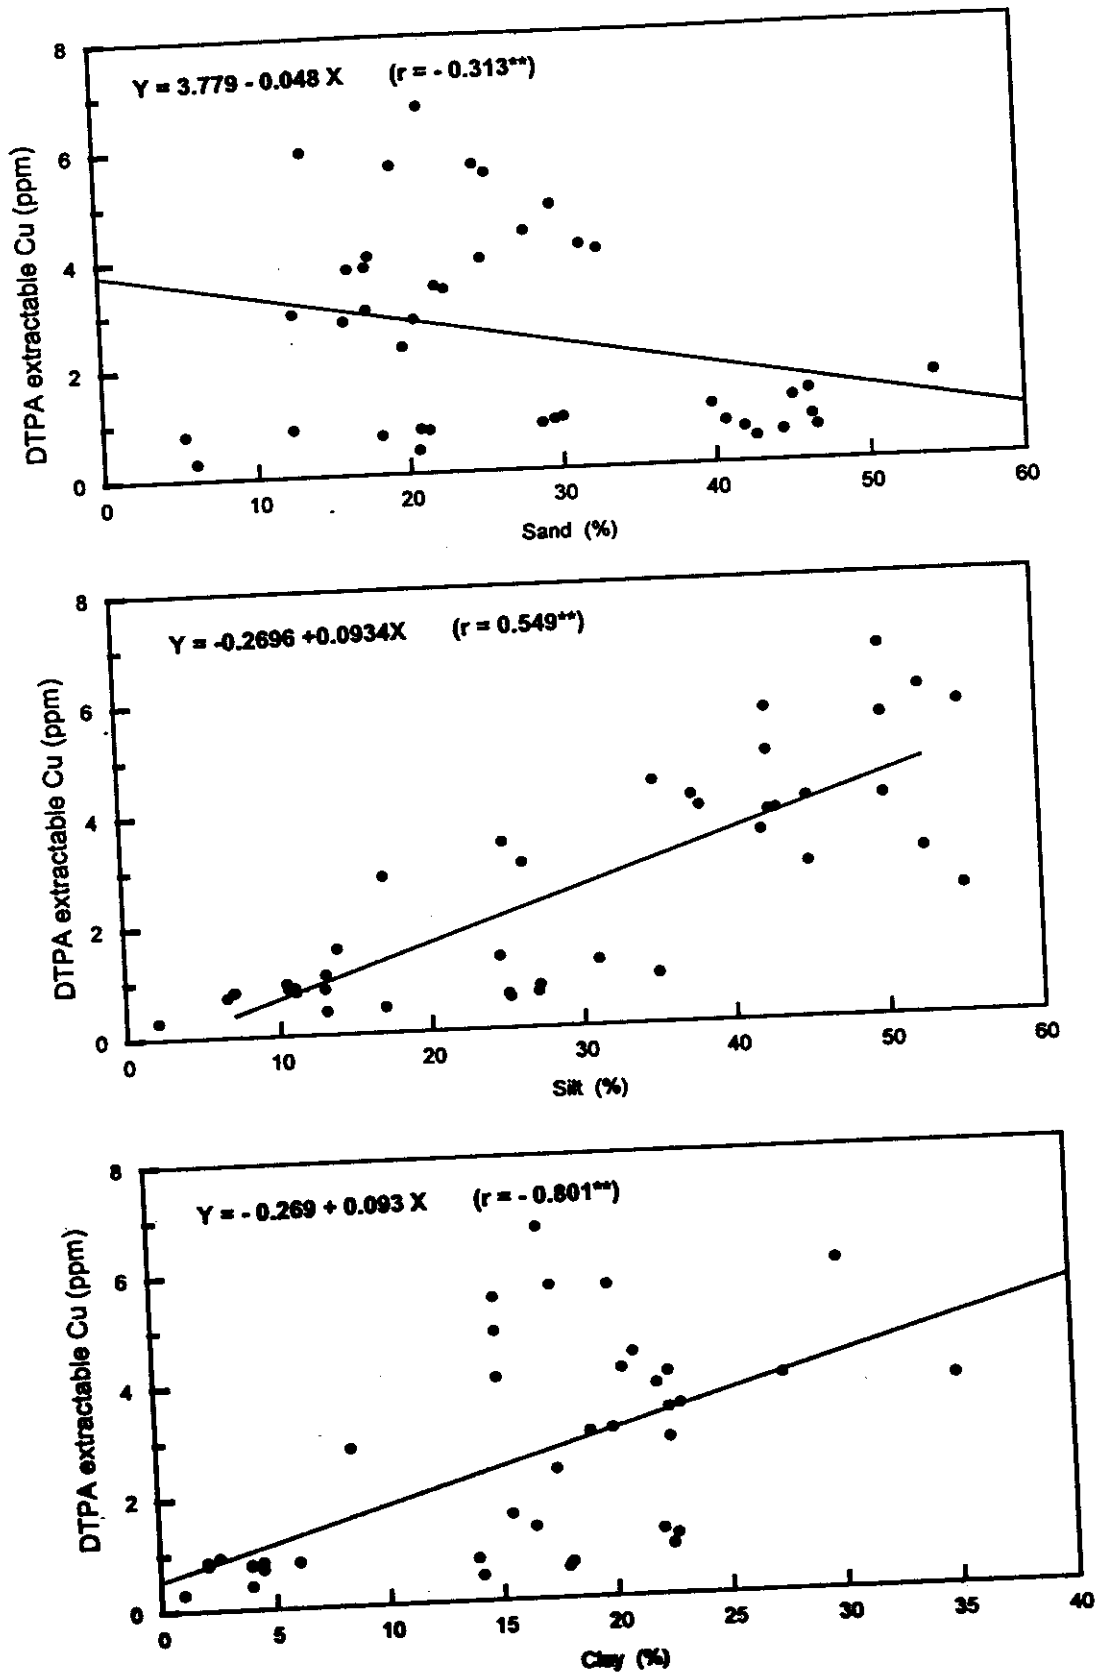 Y = 3.779 - 0.048 X (r = - 0.313**)
DTPA extractable Cu (ppm)
8
6
4
2
0
0 10 20 30 40 50 60
Sand (%)
Y = -0.2696 +0.0934X (r = 0.549**)
DTPA extractable Cu (ppm)
8
6
4
2
0
0 10 20 30 40 50 60
Silt (%)
Y = - 0.269 + 0.093 X (r = - 0.801**)
DTPA extractable Cu (ppm)
8
6
4
2
0
0 5 10 15 20 25 30 35 40
Clay (%)